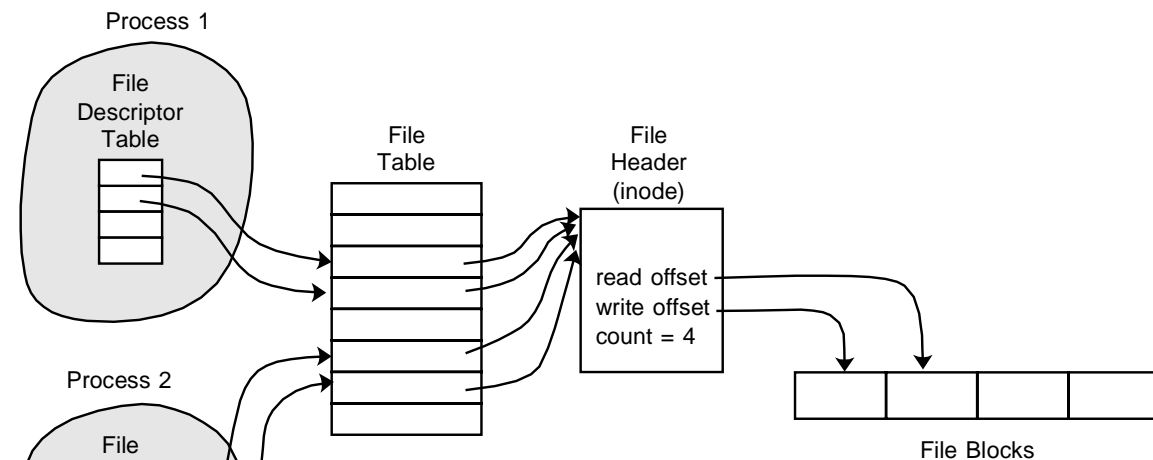 Process 1
File
Descriptor
Table
File
Table
File
Header
(inode)
read offset
write offset
count = 4
Process 2
File
File Blocks